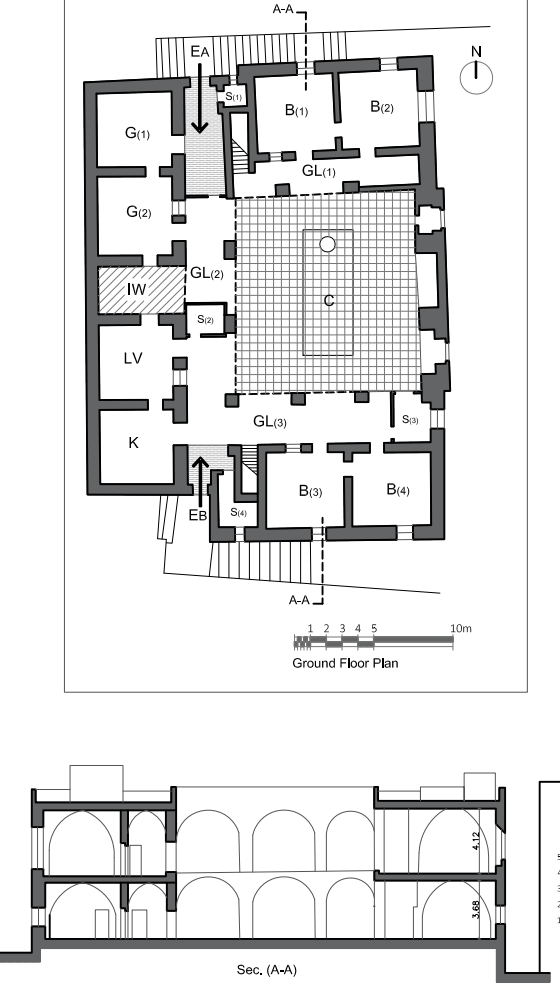 A-A
EA
N
S(1)
B(1)
B(2)
G(1)
GL(1)
G(2)
GL(2)
IW
C
S(2)
LV
GL(3)
S(3)
K
B(3)
B(4)
S(4)
EB
A-A
1 2 3 4 5 10m
Ground Floor Plan
4.12
3.68
Sec. (A-A)